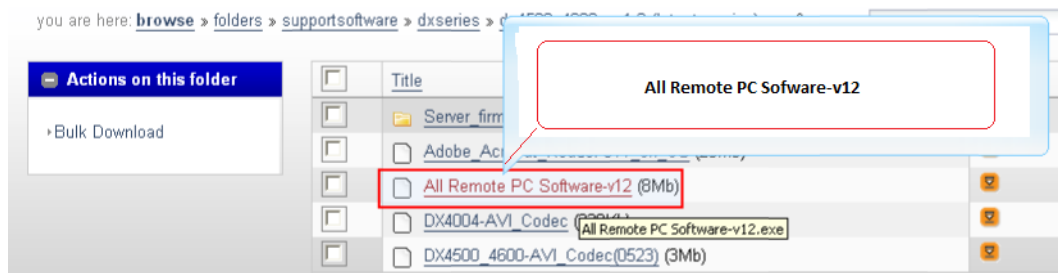 you are here: browse » folders » supportsoftware » dxseries »
All Remote PC Sofware-v12
Actions on this folder
Bulk Download
Title
Server_firm
All Remote PC Software-v12 (8Mb)
DX4004-AVI_Codec
All Remote PC Software-v12.exe
DX4500_4600-AVI_Codec(0523) (3Mb)